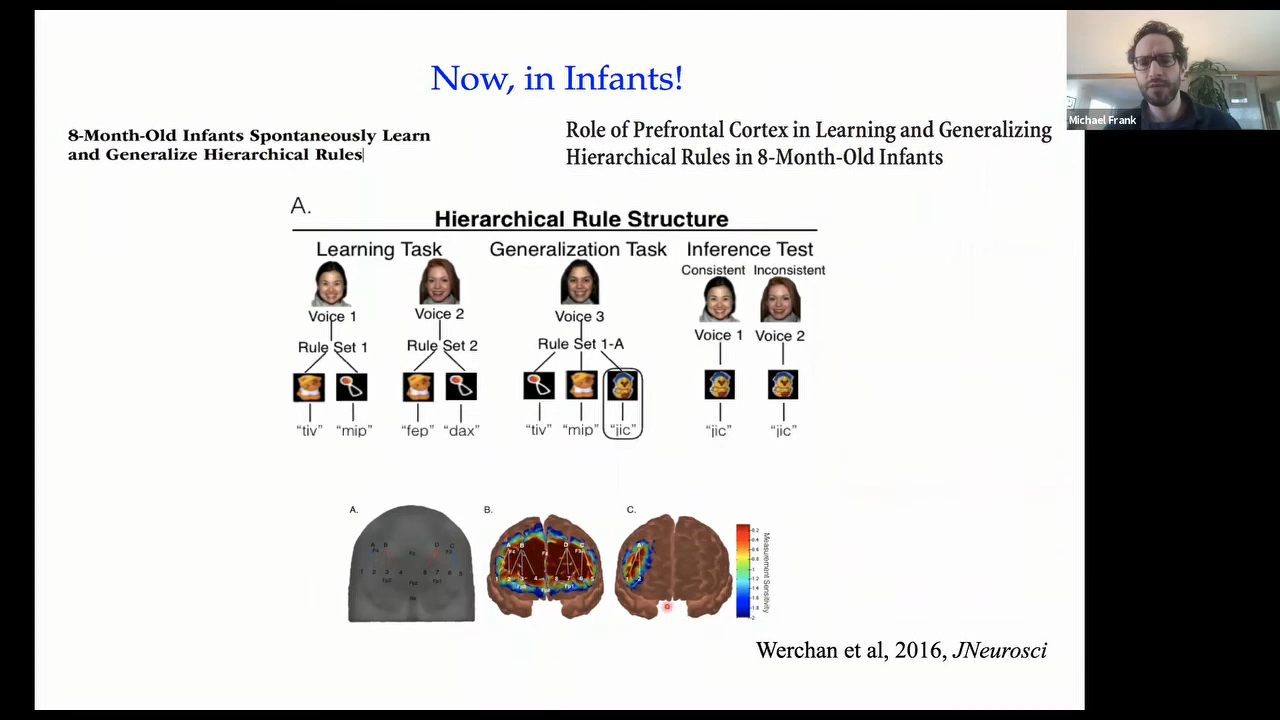 Now, in Infants!
8-Month-Old Infants Spontaneously Learn
and Generalize Hierarchical Rules
Role of Prefrontal Cortex in Learning and Generalizing
Hierarchical Rules in 8-Month-Old Infants
Michael Frank
A.
Hierarchical Rule Structure
Learning Task Generalization Task Inference Test
Consistent Inconsistent
Voice 1 Voice 2 Voice 3 Voice 1 Voice 2
Rule Set 1 Rule Set 2 Rule Set 1-A
“tiv” “mip” “fep” “dax” “tiv” “mip” “jic” “jic” “jic”
A. B. C.
Measurement Sensitivity
Werchan et al, 2016, JNeurosci